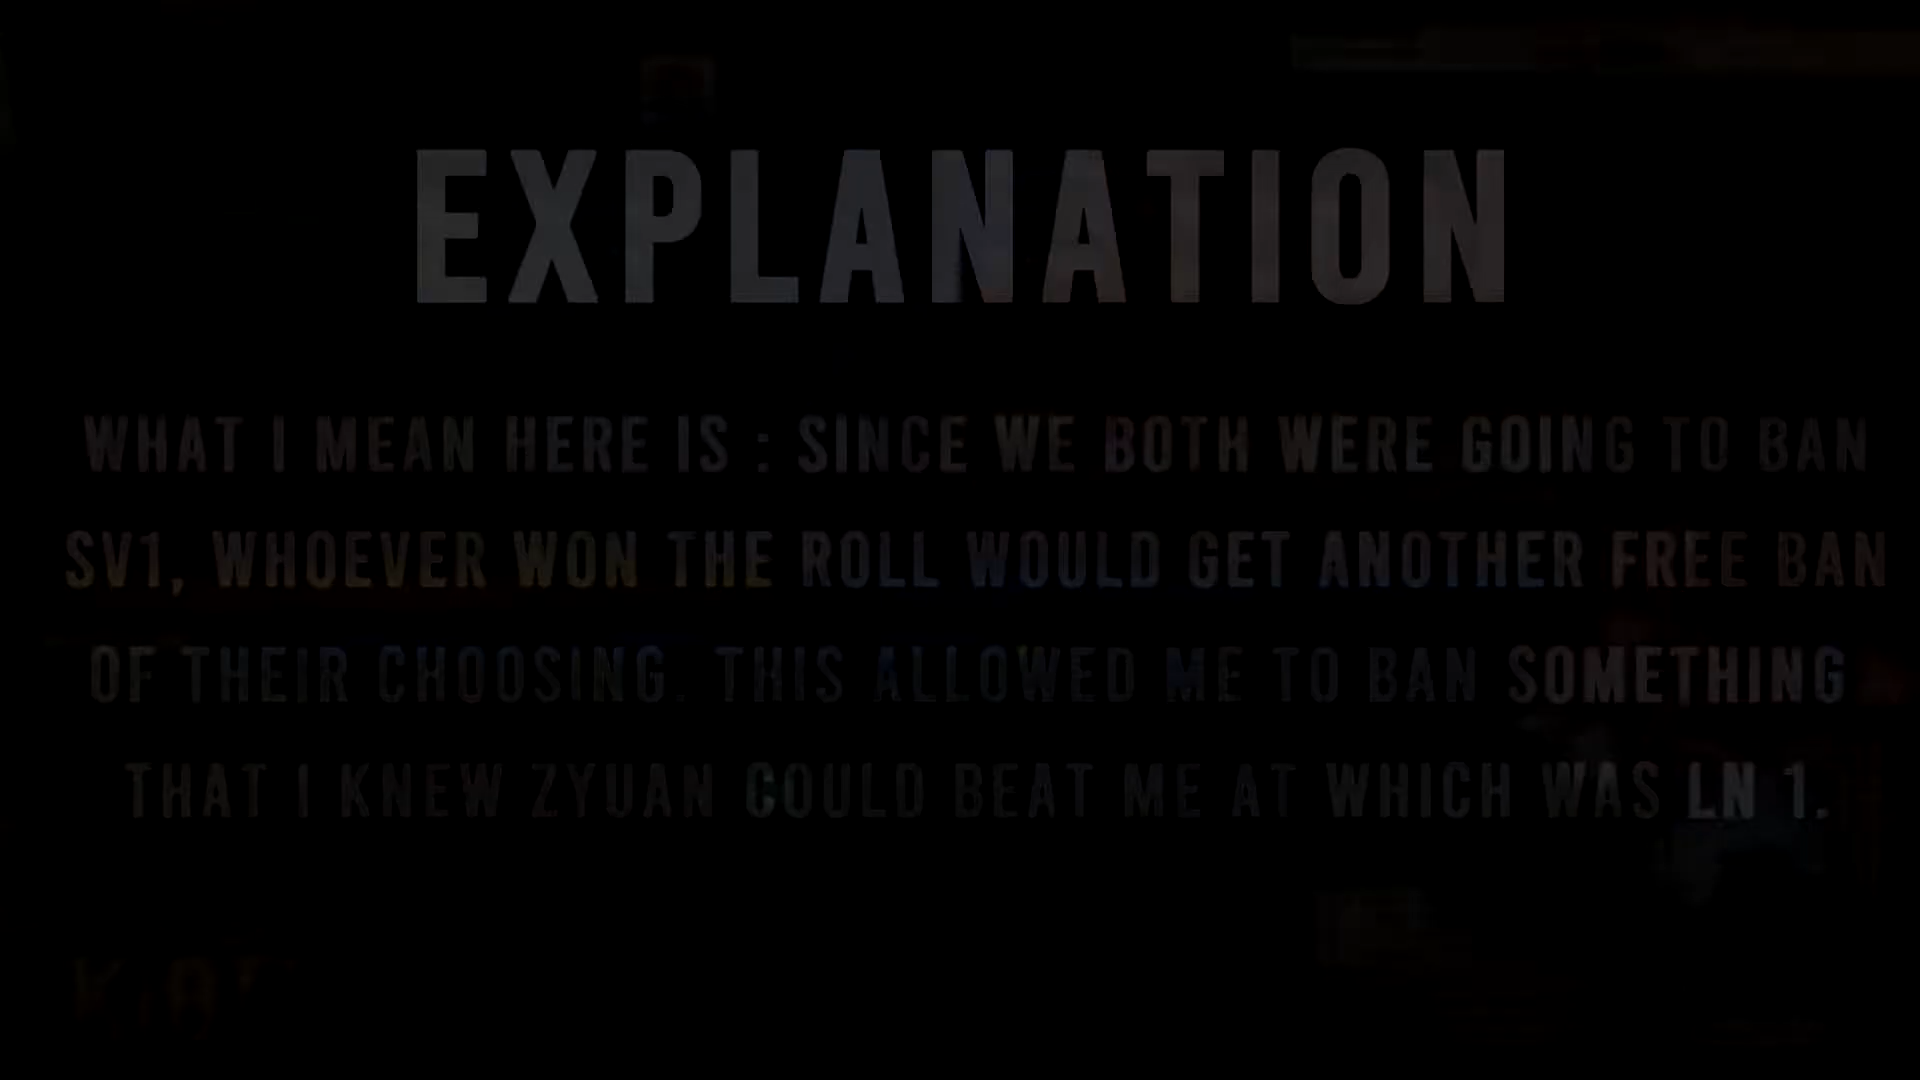 EXPLANATION
WHAT I MEAN HERE IS : SINCE WE BOTH WERE GOING TO BAN
SV1, WHOEVER WON THE ROLL WOULD GET ANOTHER FREE BAN
OF THEIR CHOOSING. THIS ALLOWED ME TO BAN SOMETHING
THAT I KNEW ZYUAN COULD BEAT ME AT WHICH WAS LN 1.